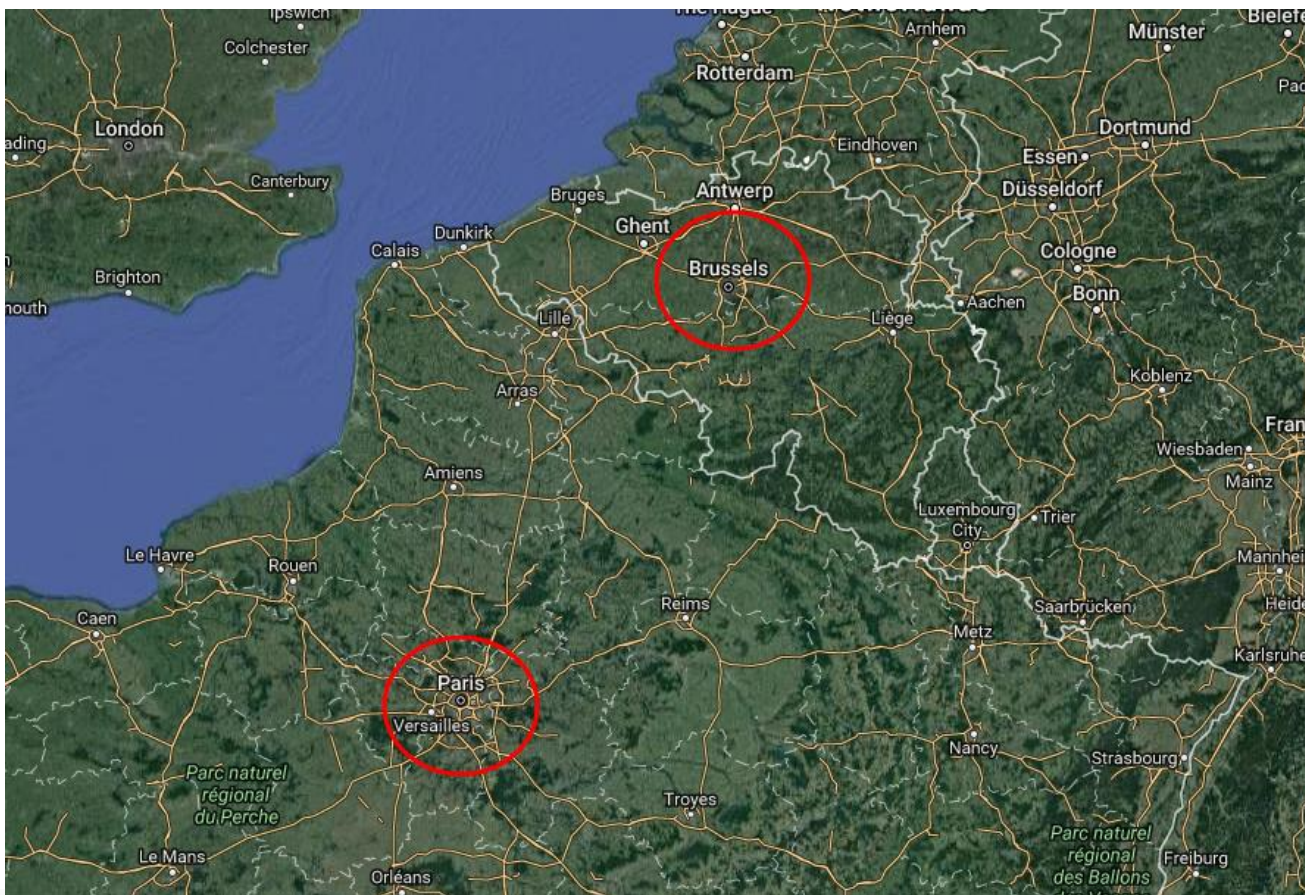 Ipswich
Colchester
London
Canterbury
Brighton
Rotterdam
Arnhem
Münster
Dortmund
Essen
Düsseldorf
Eindhoven
Antwerp
Bruges
Ghent
Dunkirk
Calais
Brussels
Cologne
Bonn
Aachen
Liège
Lille
Arras
Koblenz
Wiesbaden
Mainz
Amiens
Luxembourg
City
Trier
Le Havre
Rouen
Reims
Caen
Saarbrücken
Metz
Karlsruhe
Paris
Versailles
Nancy
Strasbourg
Parc naturel
régional
du Perche
Troyes
Parc naturel
régional
des Ballons
Le Mans
Orléans
Freiburg